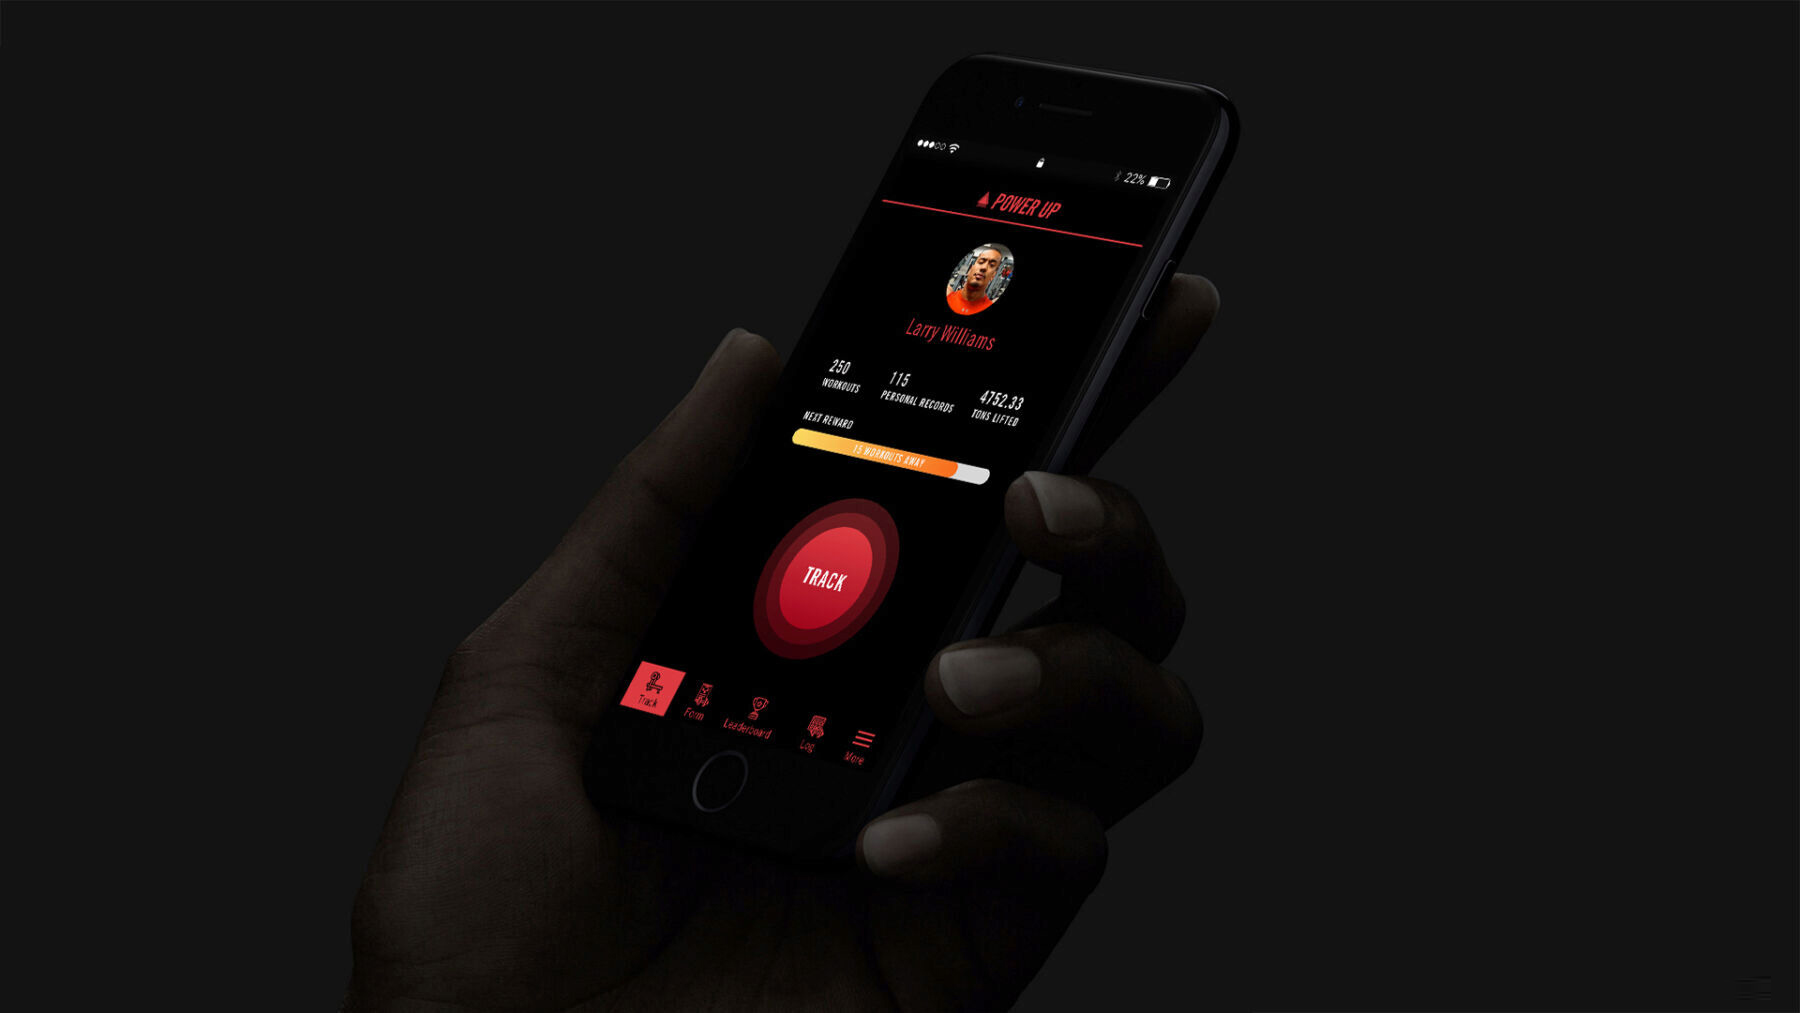 22%
POWER UP
Larry Williams
250
WORKOUTS
115
PERSONAL RECORDS
4752.33
TONS LIFTED
NEXT REWARD
15 WORKOUTS AWAY
TRACK
Track
Form
Leaderboard
Log
More